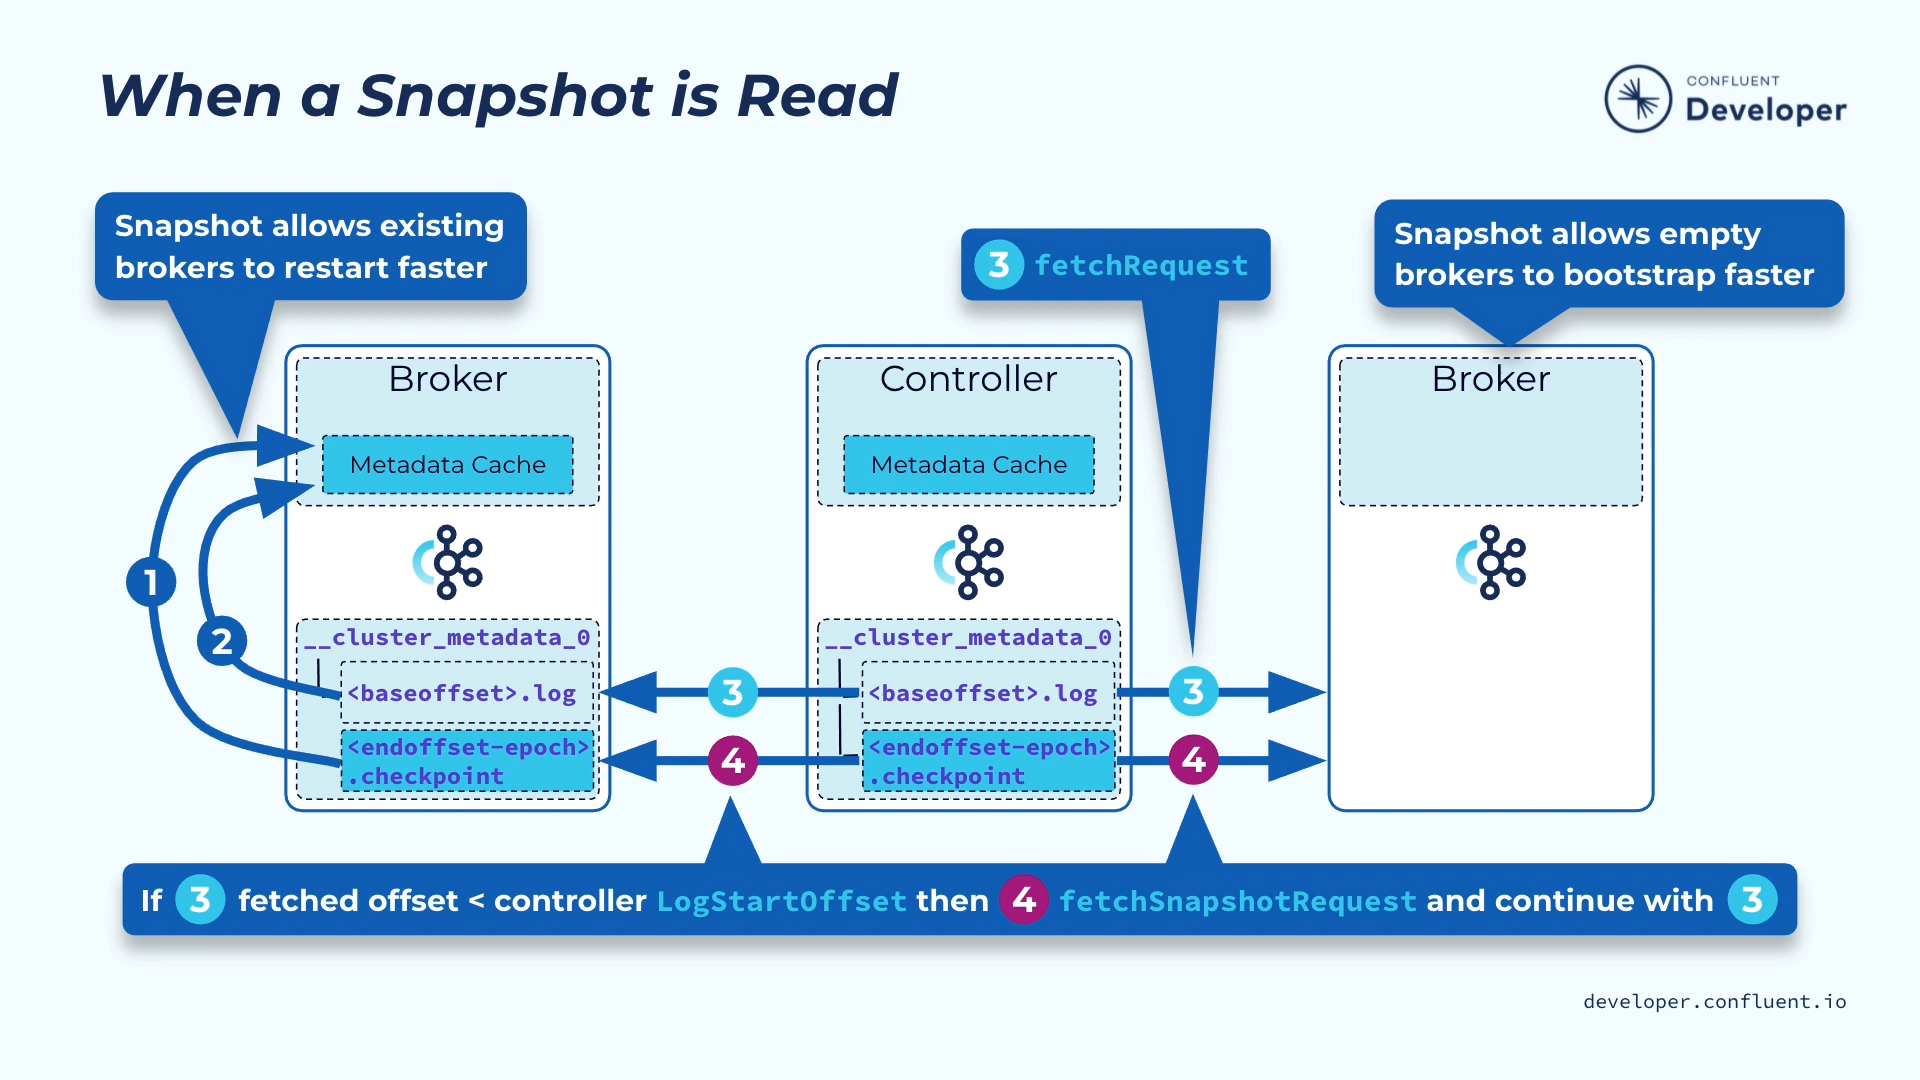 When a Snapshot is Read
CONFLUENT
Developer
Snapshot allows existing
brokers to restart faster
3 fetchRequest
Snapshot allows empty
brokers to bootstrap faster
Broker
Metadata Cache
Controller
Metadata Cache
Broker
1
2
__cluster_metadata_0
<baseoffset>.log
<endoffset-epoch>
.checkpoint
3
4
__cluster_metadata_0
<baseoffset>.log
<endoffset-epoch>
.checkpoint
3
4
If 3 fetched offset < controller LogStartOffset then 4 fetchSnapshotRequest and continue with 3
developer.confluent.io